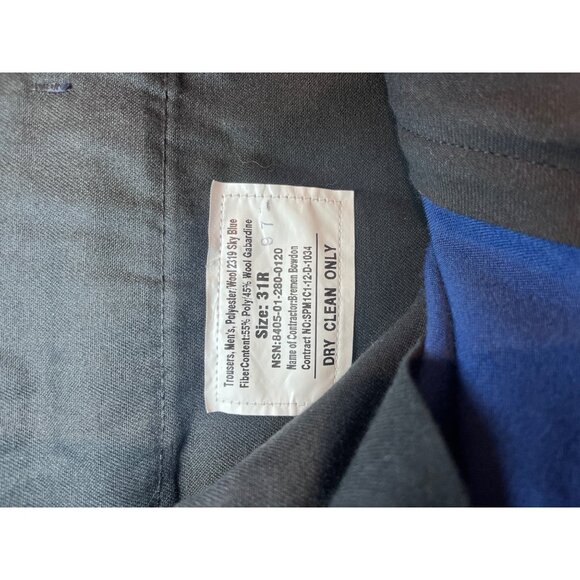 Trousers, Men's, Polyester/Wool 2319 Sky Blue
FiberContent:55% Poly 45% Wool Gabardine
Size: 31R
NSN:8405-01-280-0120
Name of Contractor:Bremen Bowdon
Contract NO:SPM1C1-12-D-1034
DRY CLEAN ONLY
97